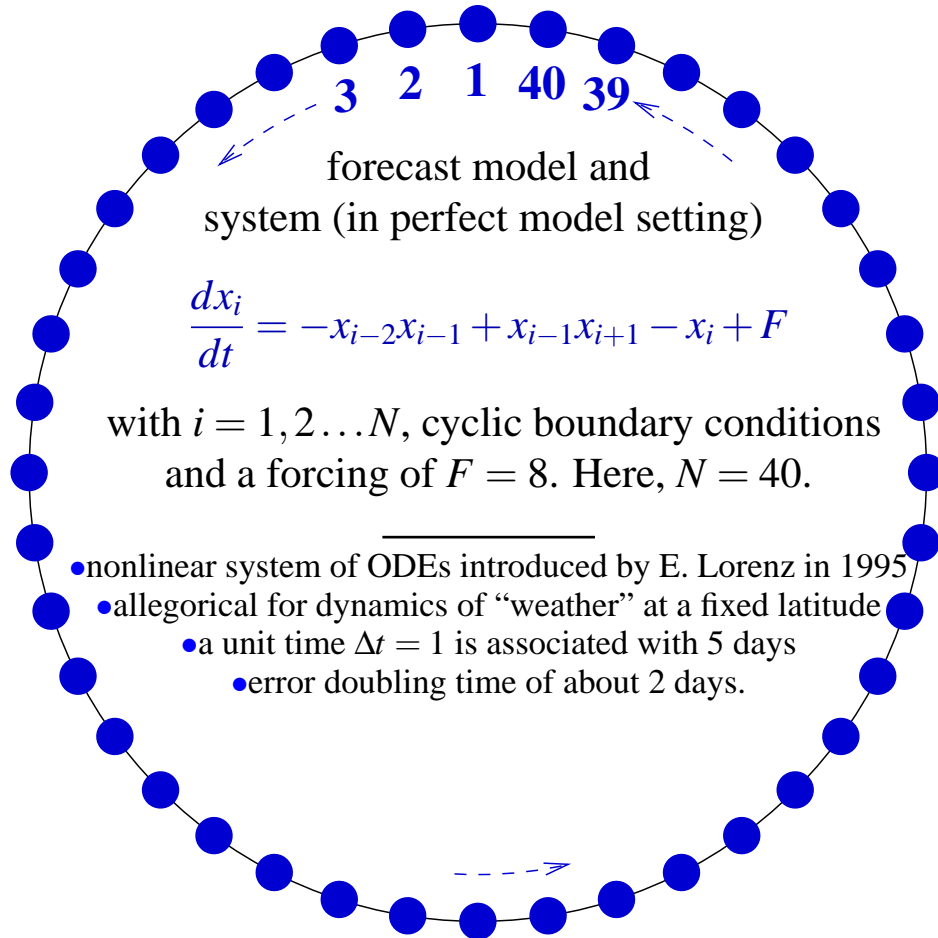 3 2 1 40 39
forecast model and
system (in perfect model setting)
dx_i/dt = −x_{i−2}x_{i−1} + x_{i−1}x_{i+1} − x_i + F
with i = 1,2...N, cyclic boundary conditions
and a forcing of F = 8. Here, N = 40.
•nonlinear system of ODEs introduced by E. Lorenz in 1995
•allegorical for dynamics of “weather” at a fixed latitude
•a unit time Δt = 1 is associated with 5 days
•error doubling time of about 2 days.